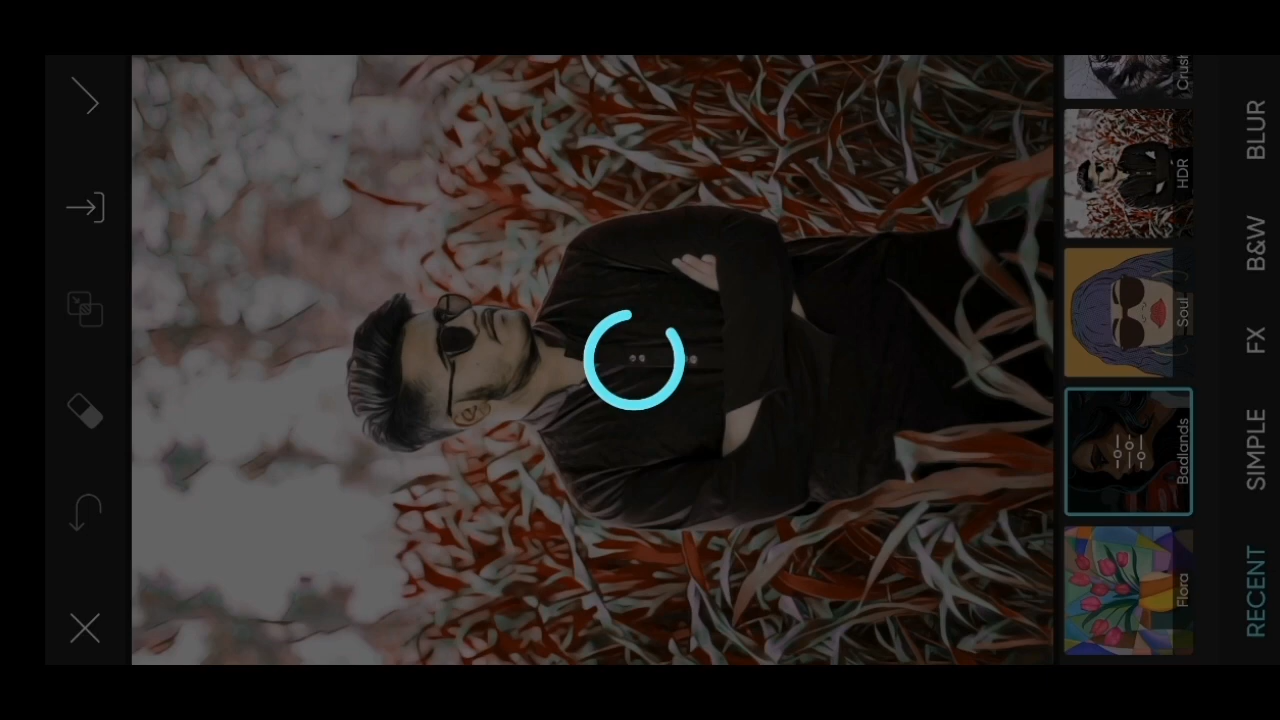 RECENT
SIMPLE
FX
B&W
BLUR
Flora
Badlands
Soul
HDR
Crush